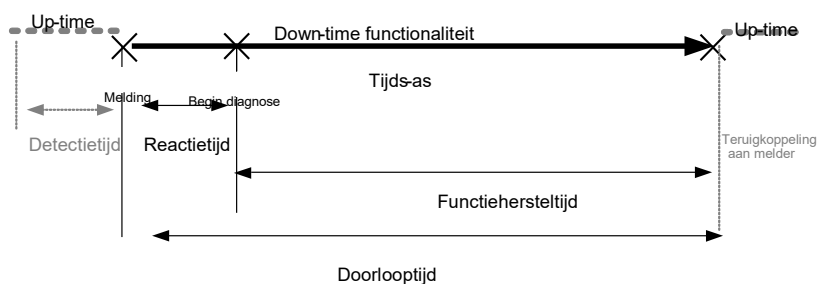 Up-time
Down-time functionaliteit
Up-time
Tijds-as
Melding
Begin diagnose
Detectietijd
Reactietijd
Teruigkoppeling
aan melder
Functiehersteltijd
Doorlooptijd